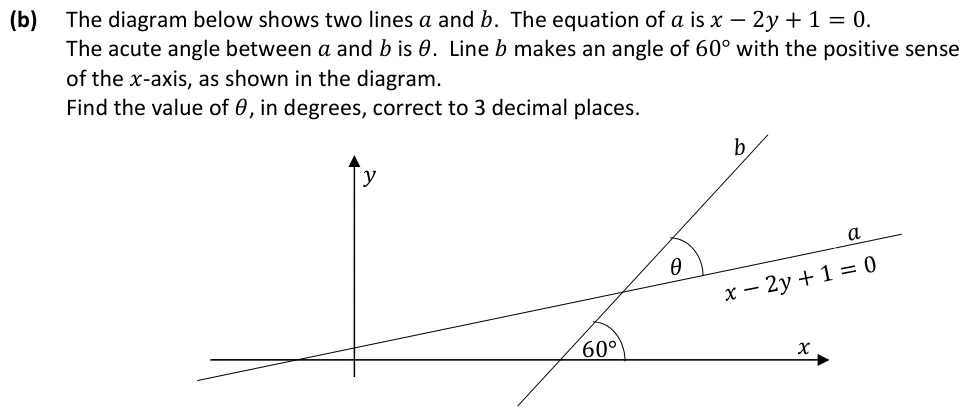 (b) The diagram below shows two lines a and b. The equation of a is x − 2y + 1 = 0.
The acute angle between a and b is θ. Line b makes an angle of 60° with the positive sense
of the x-axis, as shown in the diagram.
Find the value of θ, in degrees, correct to 3 decimal places.
b
y
a
θ
x − 2y + 1 = 0
60°
x